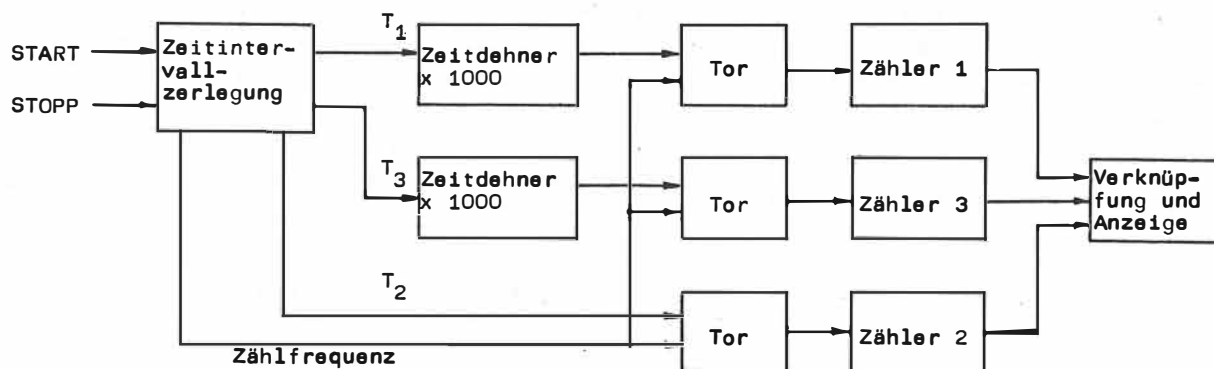 START
STOPP
Zeitinter-
vall-
zerlegung
T1
Zeitdehner
x 1000
Tor
Zähler 1
T3
Zeitdehner
x 1000
Tor
Zähler 3
Verknüp-
fung und
Anzeige
T2
Tor
Zähler 2
Zählfrequenz